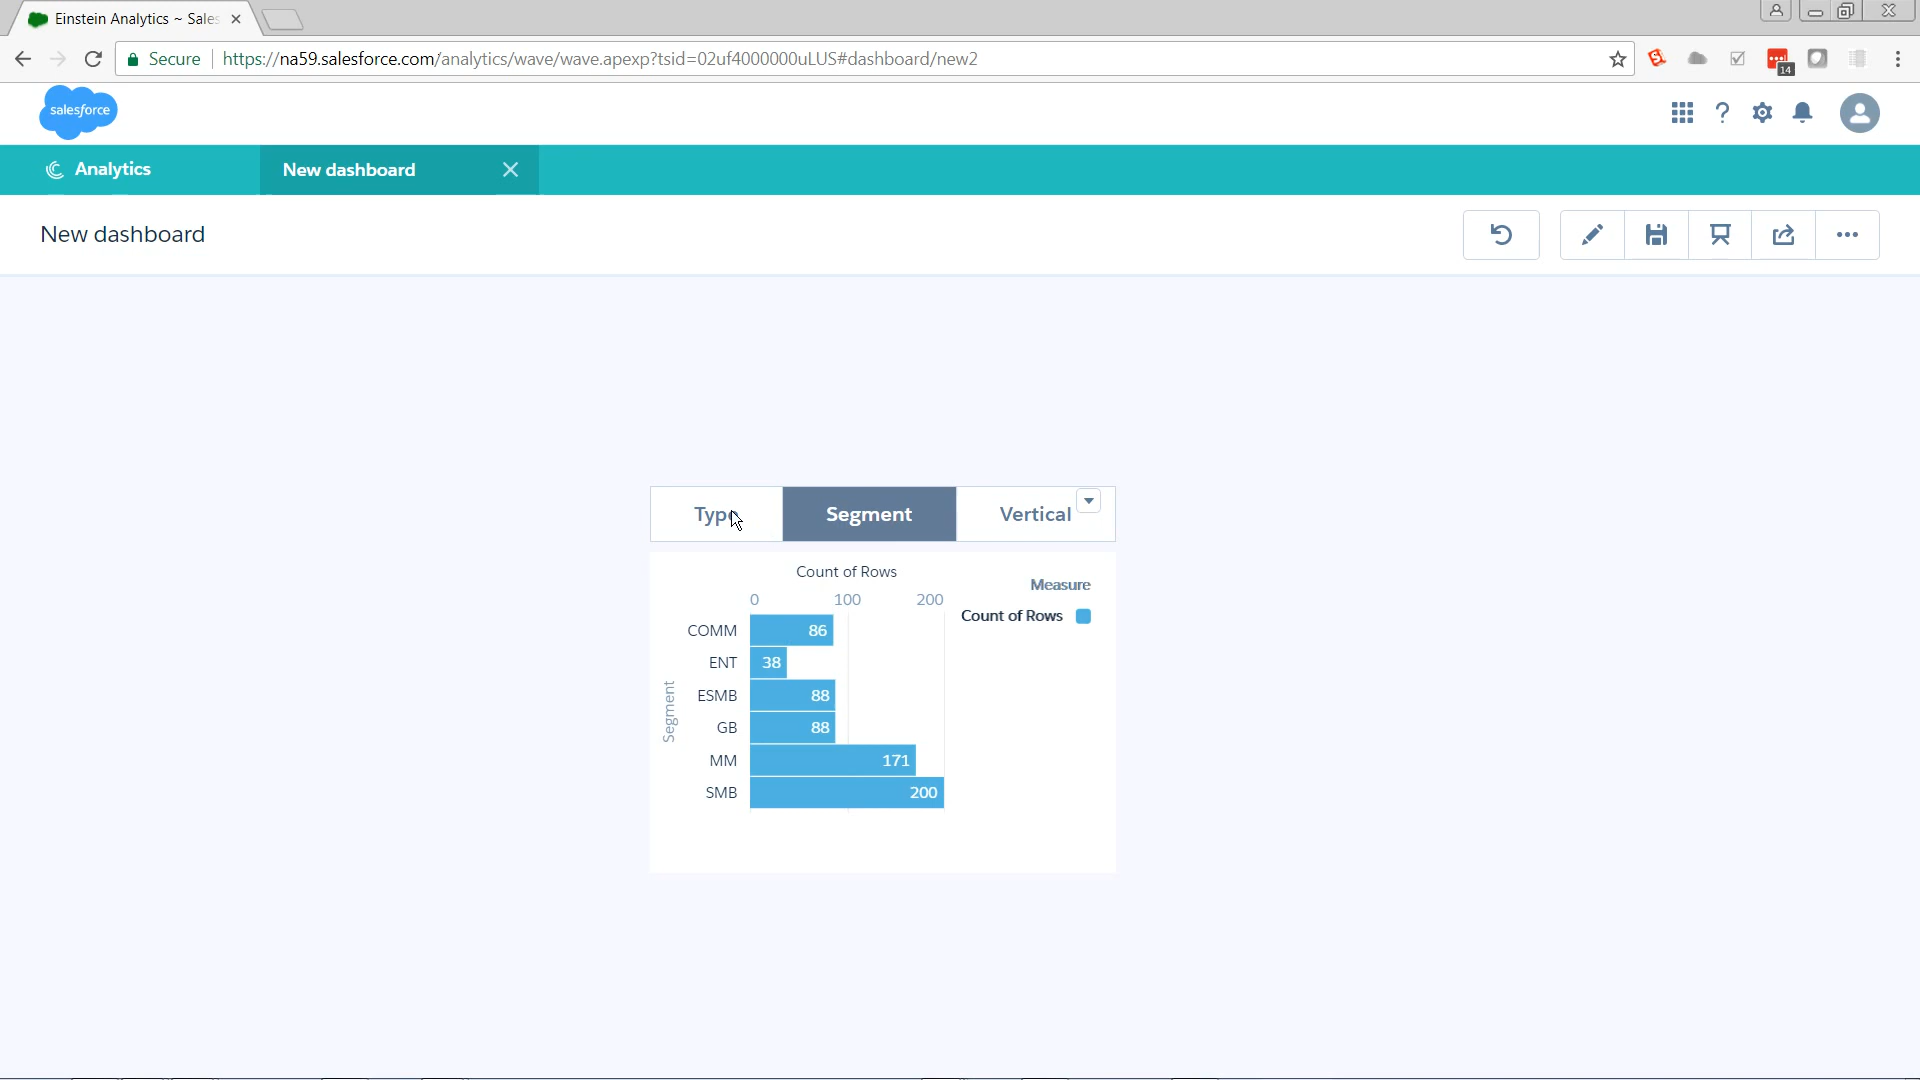 Einstein Analytics ~ Sales
Secure https://na59.salesforce.com/analytics/wave/wave.apexp?tsid=02uf4000000uLUS#dashboard/new2
14
salesforce
Analytics
New dashboard
New dashboard
Type Segment Vertical
Count of Rows
Measure
0 100 200
Count of Rows
Segment
COMM 86
ENT 38
ESMB 88
GB 88
MM 171
SMB 200